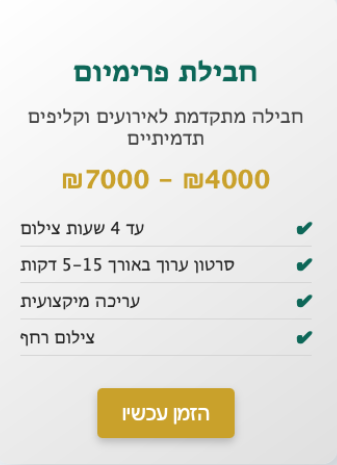 חבילת פרימיום
חבילה מתקדמת לאירועים וקליפים
תדמיתיים
₪4000 – ₪7000
✔ עד 4 שעות צילום
✔ סרטון ערוך באורך 5-15 דקות
✔ עריכה מיקצועית
✔ צילום רחף
הזמן עכשיו